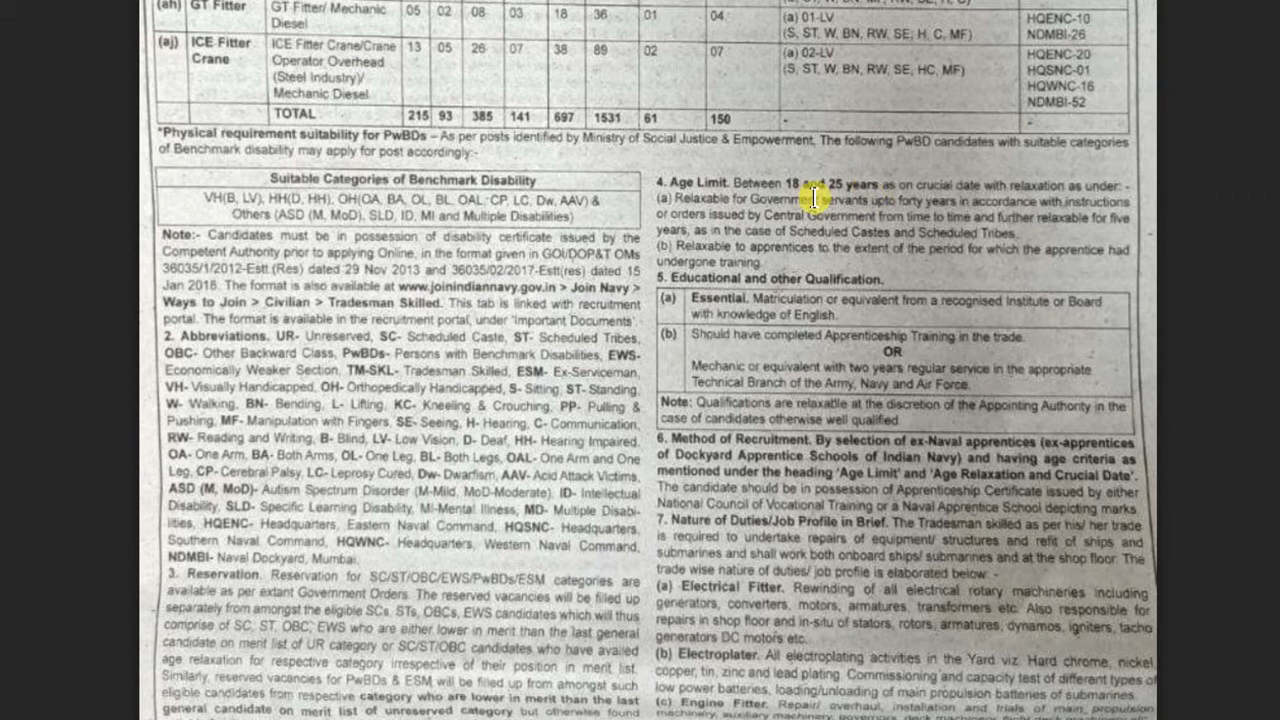 (ah) GT Fitter GT Fitter/ Mechanic Diesel 05 02 08 03 18 36 01 04 (a) 01-LV (S, ST, W, BN, RW, SE, H, C, MF) HQENC-10 NDMBI-26
(aj) ICE Fitter Crane ICE Fitter Crane/Crane Operator Overhead (Steel Industry)/ Mechanic Diesel 13 05 26 07 38 89 02 07 (a) 02-LV (S, ST, W, BN, RW, SE, HC, MF) HQENC-20 HQSNC-01 HQWNC-16 NDMBI-52
TOTAL 215 93 385 141 697 1531 61 150 - -
*Physical requirement suitability for PwBDs – As per posts identified by Ministry of Social Justice & Empowerment, The following PwBD candidates with suitable categories
of Benchmark disability may apply for post accordingly:-
Suitable Categories of Benchmark Disability
VH(B, LV); HH(D, HH), OH(OA, BA, OL, BL, OAL, CP, LC, Dw, AAV) &
Others (ASD (M, MoD), SLD, ID, MI and Multiple Disabilities)
Note:- Candidates must be in possession of disability certificate issued by the
Competent Authority prior to applying Online, in the format given in GOI/DOP&T OMs
36035/1/2012-Estt.(Res) dated 29 Nov 2013 and 36035/02/2017-Estt(res) dated 15
Jan 2018. The format is also available at www.joinindiannavy.gov.in > Join Navy >
Ways to Join > Civilian > Tradesman Skilled. This tab is linked with recruitment
portal. The format is available in the recruitment portal, under 'Important Documents'.
2. Abbreviations. UR- Unreserved, SC- Scheduled Caste, ST- Scheduled Tribes,
OBC- Other Backward Class, PwBDs- Persons with Benchmark Disabilities, EWS-
Economically Weaker Section, TM-SKL- Tradesman Skilled, ESM- Ex-Serviceman,
VH- Visually Handicapped, OH- Orthopedically Handicapped, S- Sitting, ST- Standing,
W- Walking, BN- Bending, L- Lifting, KC- Kneeling & Crouching, PP- Pulling &
Pushing, MF- Manipulation with Fingers, SE- Seeing, H- Hearing, C- Communication,
RW- Reading and Writing, B- Blind, LV- Low Vision, D- Deaf, HH- Hearing Impaired,
OA- One Arm, BA- Both Arms, OL- One Leg, BL- Both Legs, OAL- One Arm and One
Leg, CP- Cerebral Palsy, LC- Leprosy Cured, Dw- Dwarfism, AAV- Acid Attack Victims,
ASD (M, MoD)- Autism Spectrum Disorder (M-Mild, MoD-Moderate), ID- Intellectual
Disability, SLD- Specific Learning Disability, MI-Mental Illness, MD- Multiple Disabi-
lities, HQENC- Headquarters, Eastern Naval Command, HQSNC- Headquarters,
Southern Naval Command, HQWNC- Headquarters, Western Naval Command,
NDMBI- Naval Dockyard, Mumbai.
3. Reservation. Reservation for SC/ST/OBC/EWS/PwBDs/ESM categories are
available as per extant Government Orders. The reserved vacancies will be filled up
separately from amongst the eligible SCs, STs, OBCs, EWS candidates which will thus
comprise of SC, ST, OBC, EWS who are either lower in merit than the last general
candidate on merit list of UR category or SC/ST/OBC candidates who have availed
age relaxation for respective category irrespective of their position in merit list.
Similarly, reserved vacancies for PwBDs & ESM will be filled up from amongst such
eligible candidates from respective category who are lower in merit than the last
general candidate on merit list of unreserved category but otherwise found
4. Age Limit. Between 18 and 25 years as on crucial date with relaxation as under: -
(a) Relaxable for Government servants upto forty years in accordance with instructions
or orders issued by Central Government from time to time and further relaxable for five
years, as in the case of Scheduled Castes and Scheduled Tribes.
(b) Relaxable to apprentices to the extent of the period for which the apprentice had
undergone training.
5. Educational and other Qualification.
(a) Essential. Matriculation or equivalent from a recognised Institute or Board
with knowledge of English.
(b) Should have completed Apprenticeship Training in the trade.
OR
Mechanic or equivalent with two years regular service in the appropriate
Technical Branch of the Army, Navy and Air Force.
Note: Qualifications are relaxable at the discretion of the Appointing Authority in the
case of candidates otherwise well qualified
6. Method of Recruitment. By selection of ex-Naval apprentices (ex-apprentices
of Dockyard Apprentice Schools of Indian Navy) and having age criteria as
mentioned under the heading 'Age Limit' and 'Age Relaxation and Crucial Date'.
The candidate should be in possession of Apprenticeship Certificate issued by either
National Council of Vocational Training or a Naval Apprentice School depicting marks.
7. Nature of Duties/Job Profile in Brief. The Tradesman skilled as per his/ her trade
is required to undertake repairs of equipment/ structures and refit of ships and
submarines and shall work both onboard ships/ submarines and at the shop floor. The
trade wise nature of duties/ job profile is elaborated below: -
(a) Electrical Fitter. Rewinding of all electrical rotary machineries including
generators, converters, motors, armatures, transformers etc. Also responsible for
repairs in shop floor and in-situ of stators, rotors, armatures, dynamos, igniters, tacho
generators DC motors etc.
(b) Electroplater. All electroplating activities in the Yard viz. Hard chrome, nickel,
copper, tin, zinc and lead plating. Commissioning and capacity test of different types of
low power batteries, loading/unloading of main propulsion batteries of submarines.
(c) Engine Fitter. Repair/ overhaul, installation and trials of main, propulsion
machinery, auxiliary machinery, governors, deck machinery,